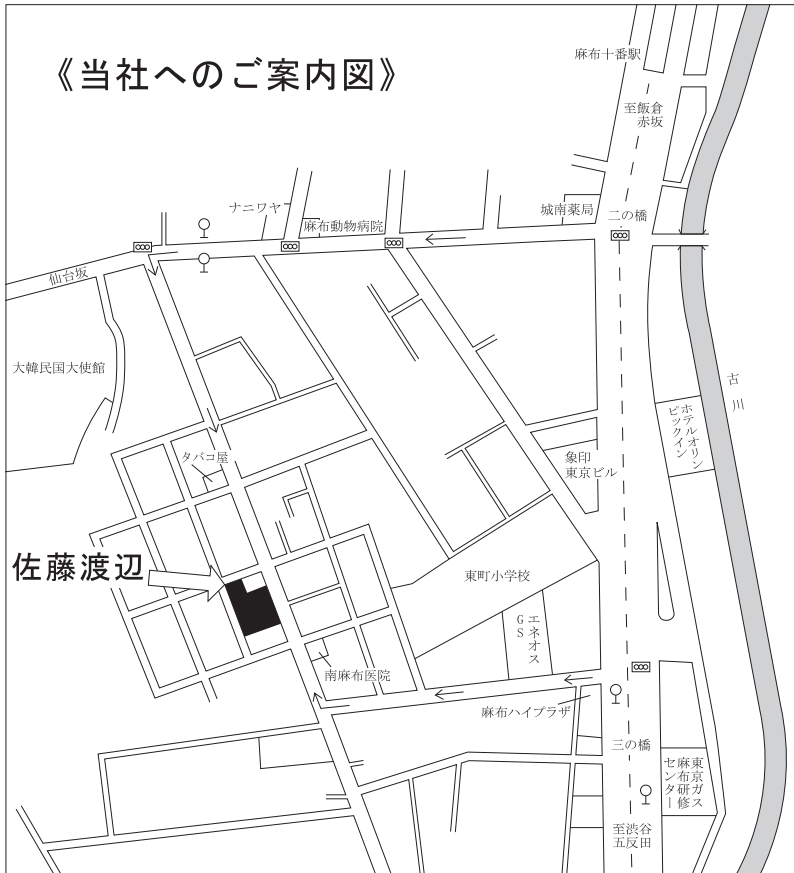 《当社へのご案内図》
麻布十番駅
至飯倉
赤坂
ナニワヤ
麻布動物病院
城南薬局
二の橋
仙台坂
大韓民国大使館
古川
ホテルオリン
ピックイン
タバコ屋
象印
東京ビル
佐藤渡辺
東町小学校
エネオス
GS
南麻布医院
麻布ハイプラザ
三の橋
東京ガス
麻布研修
センター
至渋谷
五反田